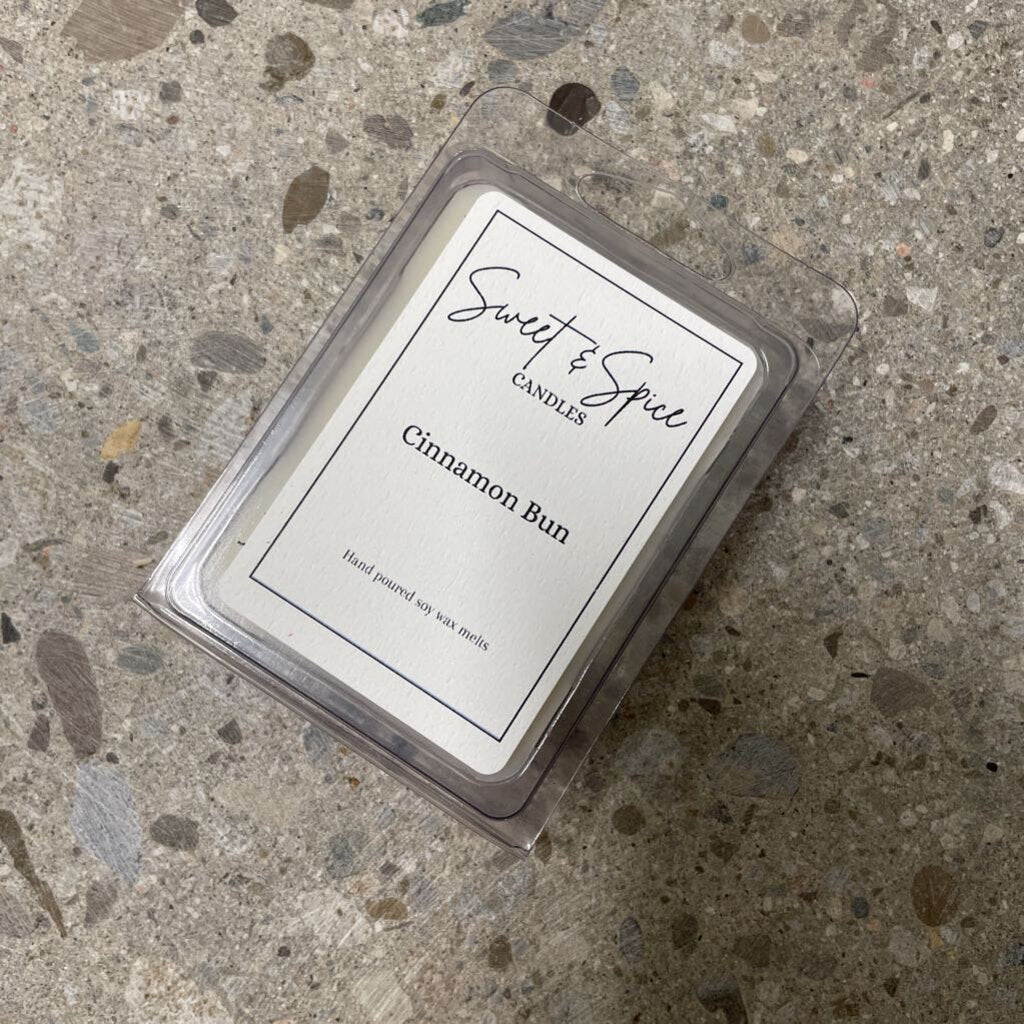 Sweet & Spice
CANDLES
Cinnamon Bun
Hand poured soy wax melts